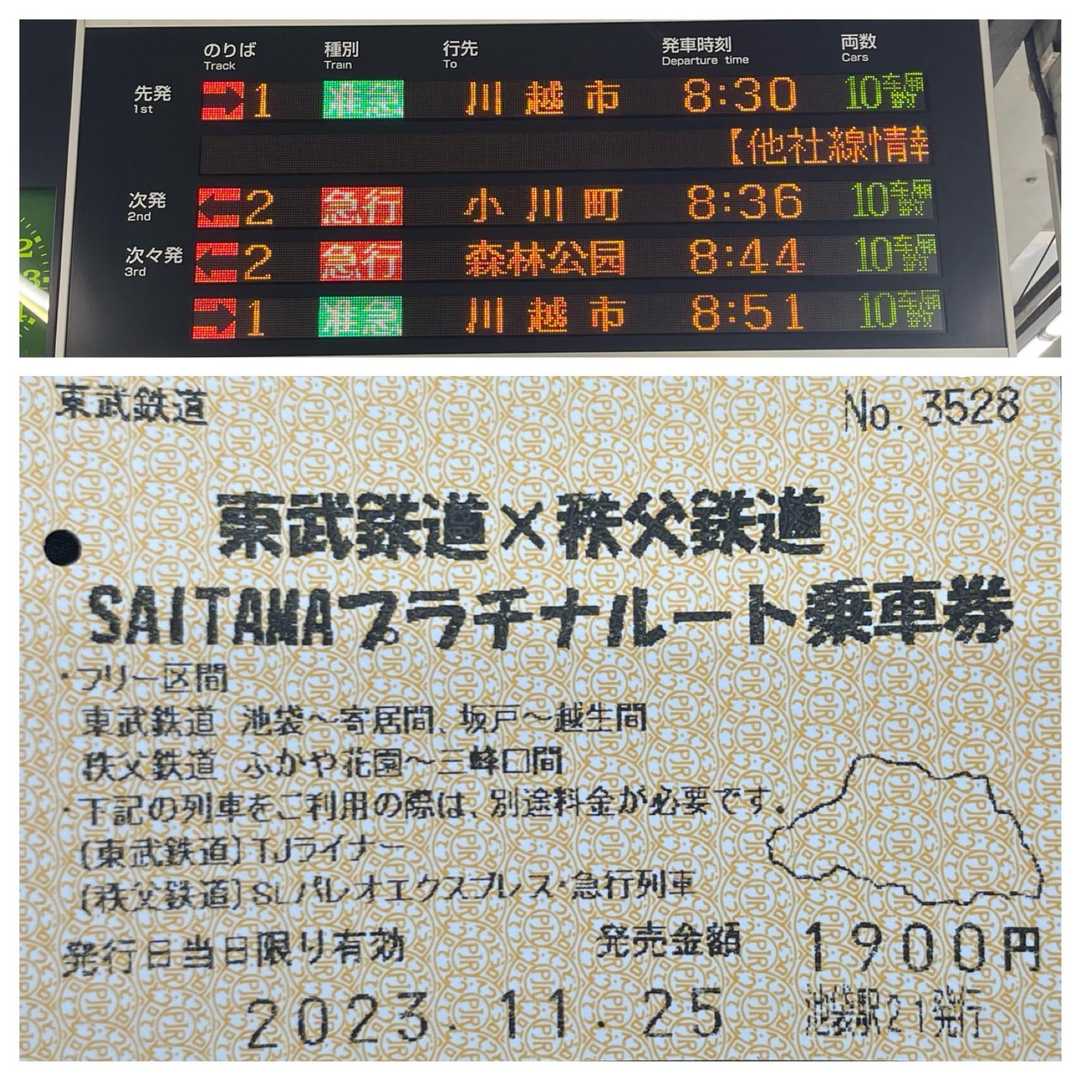 のりば 種別 行先 発車時刻 両数
Track Train To Departure time Cars
先発 1 準急 川越市 8:30 10車両数
1st
【他社線情
次発 2 急行 小川町 8:36 10車両数
2nd
次々発 2 急行 森林公園 8:44 10車両数
3rd
1 準急 川越市 8:51 10車両数
東武鉄道 No. 3528
東武鉄道×秩父鉄道
SAITAMAプラチナルート乗車券
・フリー区間
東武鉄道 池袋～寄居間、坂戸～越生間
秩父鉄道 ふかや花園～三峰口間
・下記の列車をご利用の際は、別途料金が必要です。
【東武鉄道】TJライナー
【秩父鉄道】SLパレオエクスプレス・急行列車
発行日当日限り有効 発売金額 1900円
2023.11.25 池袋駅21発行